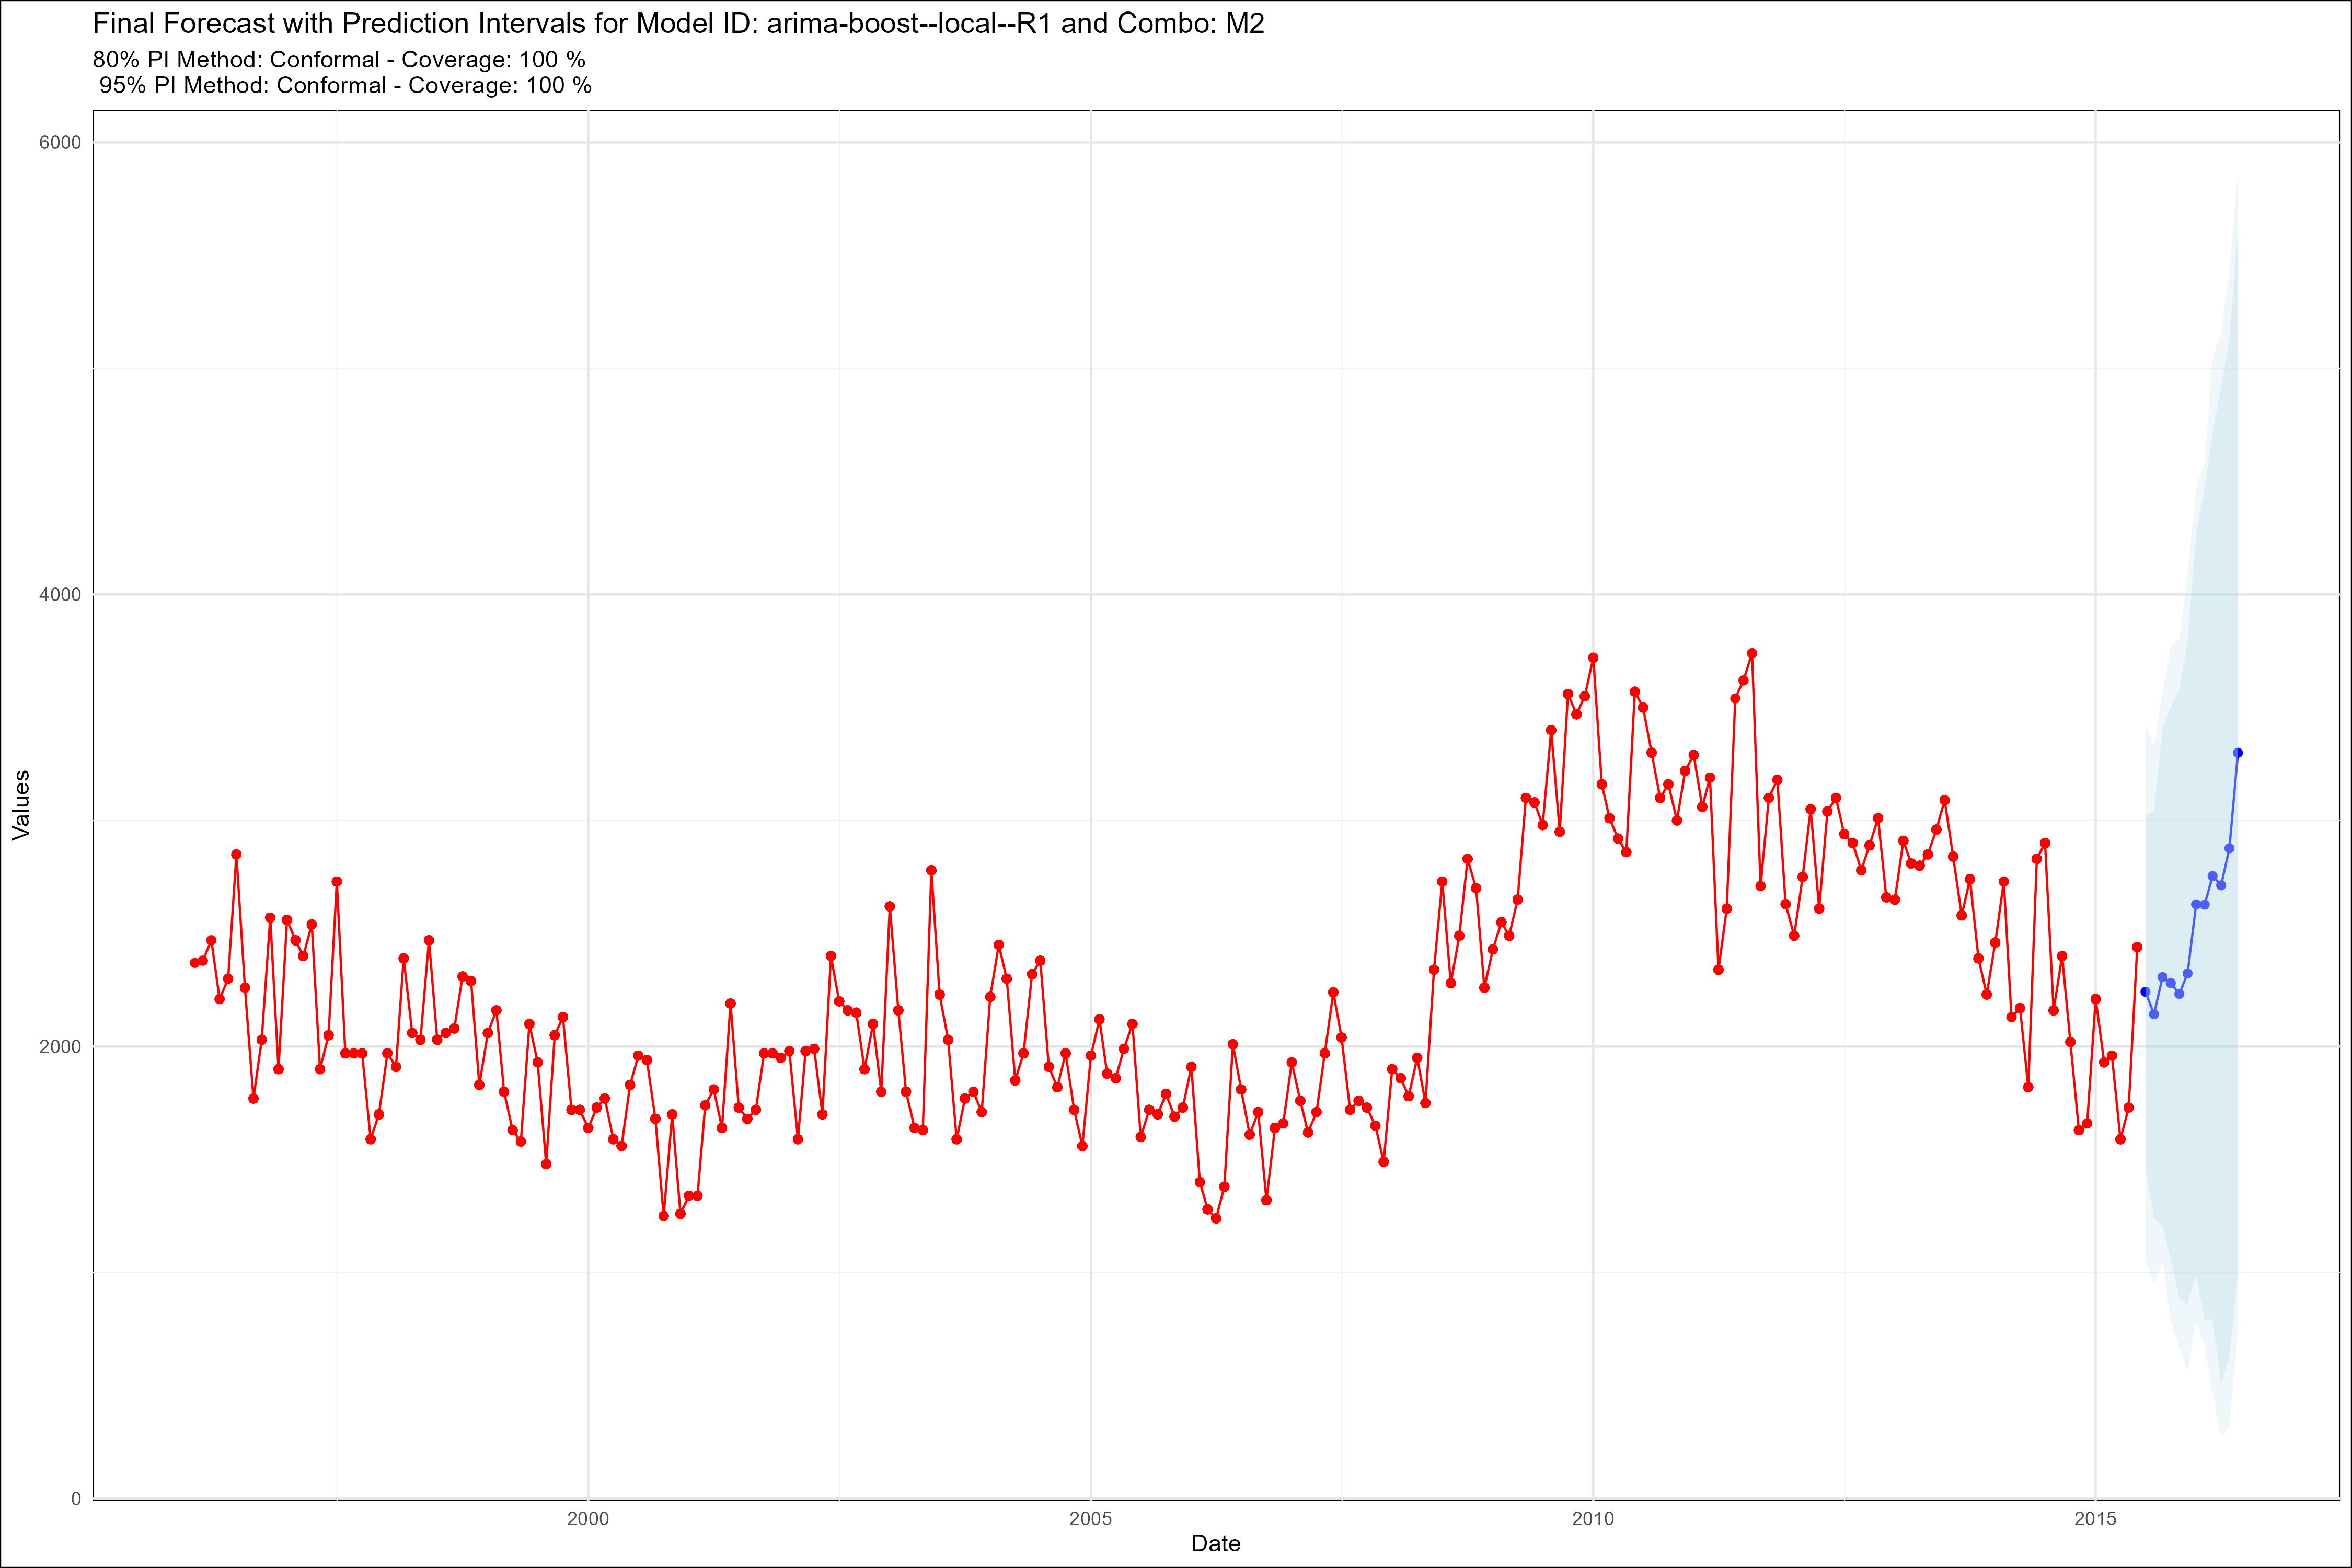 Final Forecast with Prediction Intervals for Model ID: arima-boost--local--R1 and Combo: M2
80% PI Method: Conformal - Coverage: 100 %
95% PI Method: Conformal - Coverage: 100 %
6000
4000
2000
0
Values
2000
2005
2010
2015
Date